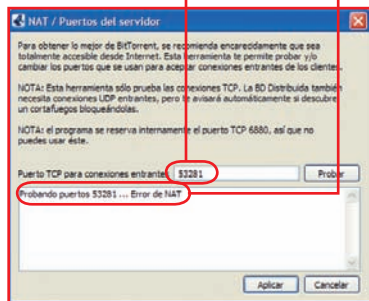 NAT / Puertos del servidor
Para obtener lo mejor de BitTorrent, se recomienda encarecidamente que sea
totalmente accesible desde Internet. Esta herramienta te permite probar y/o
cambiar los puertos que se usan para aceptar conexiones entrantes de los clientes.
NOTA: Esta herramienta sólo prueba las conexiones TCP. La BD Distribuida también
necesita conexiones UDP entrantes, pero te avisará automáticamente si descubre
un cortafuegos bloqueándolas.
NOTA: el programa se reserva internamente el puerto TCP 6880, así que no
puedes usar éste.
Puerto TCP para conexiones entrantes 53281 Probar
Probando puertos 53281 ... Error de NAT
Aplicar Cancelar